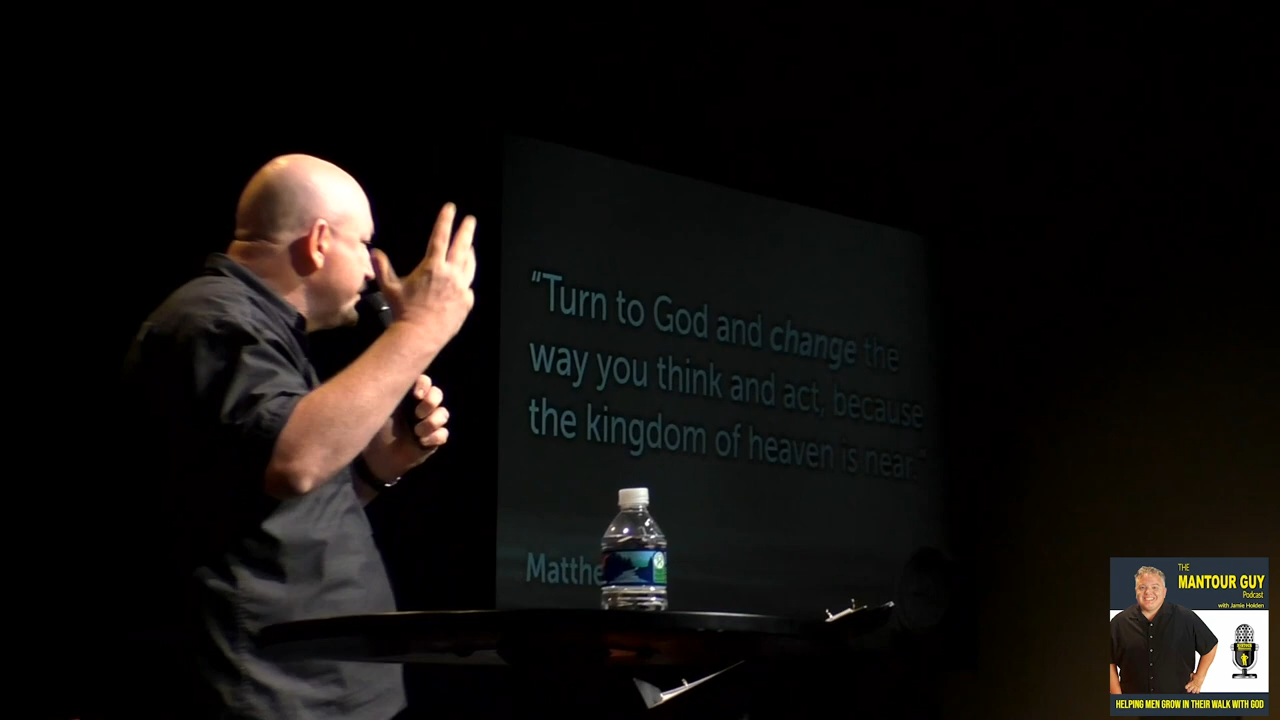 “Turn to God and change the
way you think and act, because
the kingdom of heaven is near.”
Matthe
THE
MANTOUR GUY
Podcast
with Jamie Holden
HELPING MEN GROW IN THEIR WALK WITH GOD